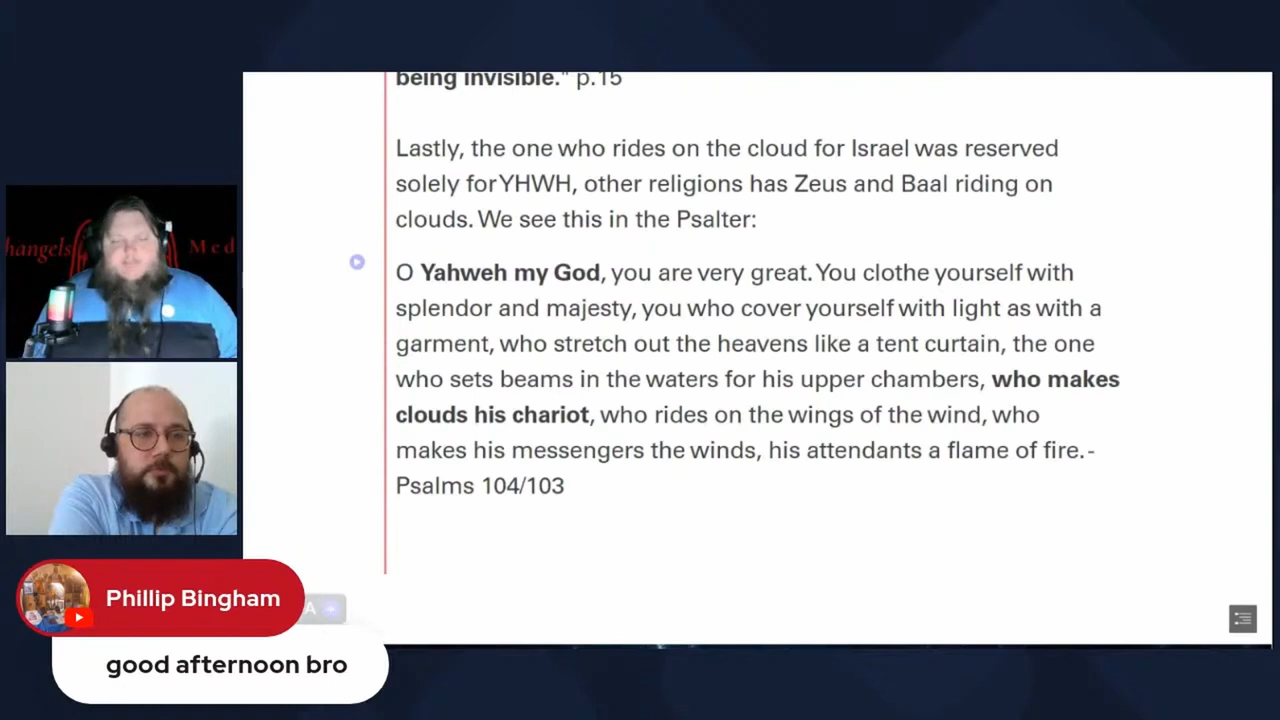 being invisible." p.15
Lastly, the one who rides on the cloud for Israel was reserved
solely forYHWH, other religions has Zeus and Baal riding on
clouds. We see this in the Psalter:
O Yahweh my God, you are very great. You clothe yourself with
splendor and majesty, you who cover yourself with light as with a
garment, who stretch out the heavens like a tent curtain, the one
who sets beams in the waters for his upper chambers, who makes
clouds his chariot, who rides on the wings of the wind, who
makes his messengers the winds, his attendants a flame of fire.-
Psalms 104/103
hangels Med
Phillip Bingham
A
good afternoon bro